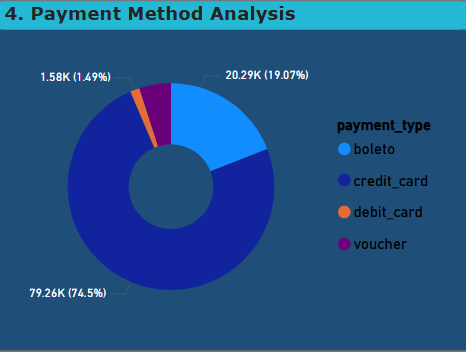 4. Payment Method Analysis
1.58K (1.49%)
20.29K (19.07%)
79.26K (74.5%)
payment_type
boleto
credit_card
debit_card
voucher